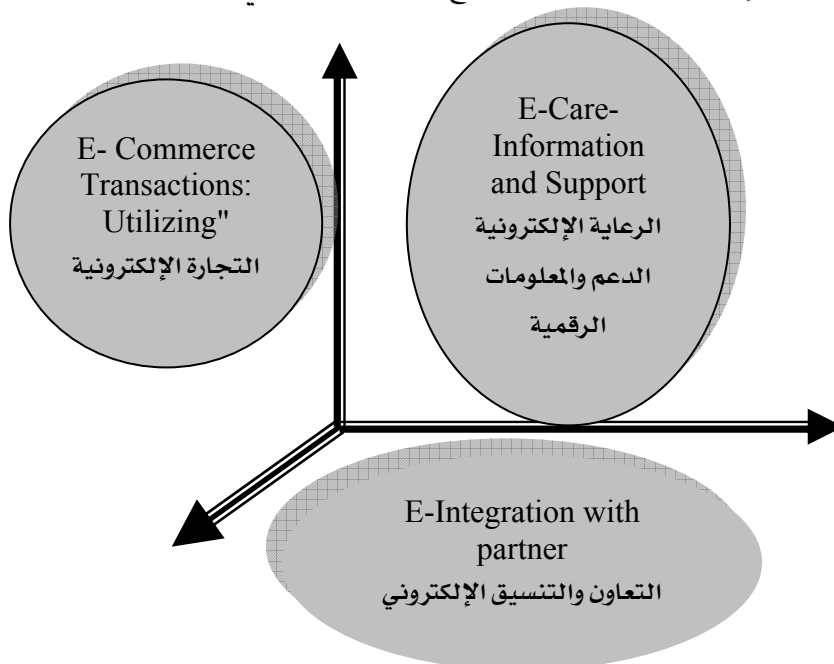 E- Commerce
Transactions:
Utilizing"
التجارة الإلكترونية
E-Care-
Information
and Support
الرعاية الإلكترونية
الدعم والمعلومات
الرقمية
E-Integration with
partner
التعاون والتنسيق الإلكتروني